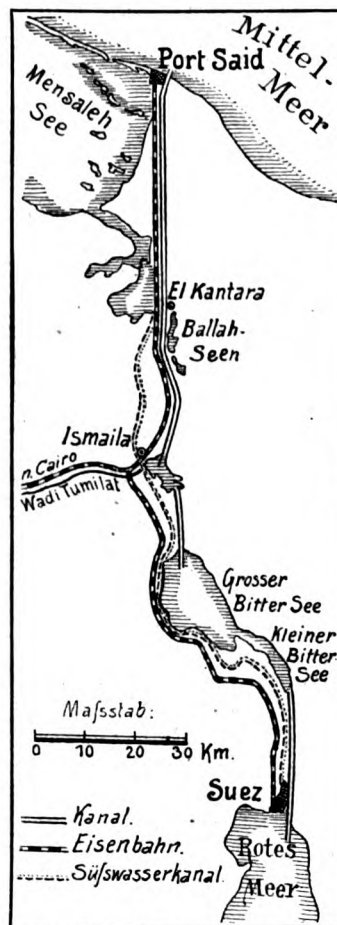 Mittel-
Meer
Port Said
Mensaleh
See
El Kantara
Ballah-
Seen
Ismaila
n. Cairo
Wadi Tumilat
Grosser
Bitter See
Kleiner
Bitter-
See
Maſsstab:
0 10 20 30 Km.
Suez
Kanal.
Eisenbahn.
Süſswasserkanal.
Rotes
Meer